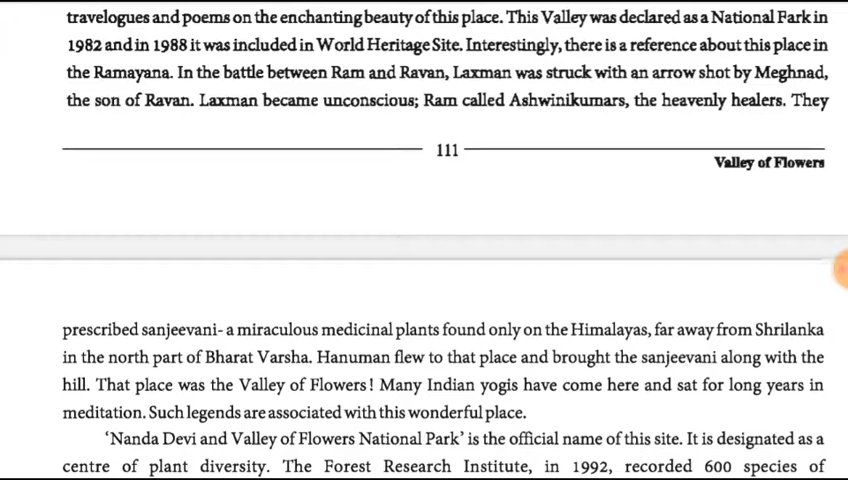 travelogues and poems on the enchanting beauty of this place. This Valley was declared as a National Park in
1982 and in 1988 it was included in World Heritage Site. Interestingly, there is a reference about this place in
the Ramayana. In the battle between Ram and Ravan, Laxman was struck with an arrow shot by Meghnad,
the son of Ravan. Laxman became unconscious; Ram called Ashwinikumars, the heavenly healers. They
111
Valley of Flowers
prescribed sanjeevani- a miraculous medicinal plants found only on the Himalayas, far away from Shrilanka
in the north part of Bharat Varsha. Hanuman flew to that place and brought the sanjeevani along with the
hill. That place was the Valley of Flowers! Many Indian yogis have come here and sat for long years in
meditation. Such legends are associated with this wonderful place.
‘Nanda Devi and Valley of Flowers National Park’ is the official name of this site. It is designated as a
centre of plant diversity. The Forest Research Institute, in 1992, recorded 600 species of